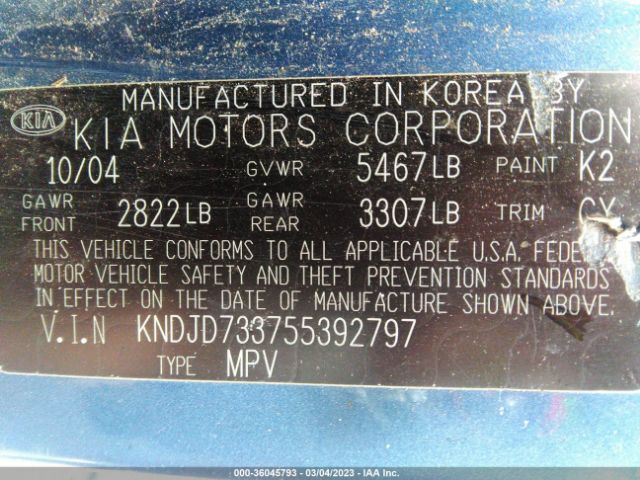 MANUFACTURED IN KOREA BY
KIA KIA MOTORS CORPORATION
10/04 GVWR 5467LB PAINT K2
GAWR FRONT 2822LB GAWR REAR 3307LB TRIM GY
THIS VEHICLE CONFORMS TO ALL APPLICABLE U.S.A. FEDE
MOTOR VEHICLE SAFETY AND THEFT PREVENTION STANDARDS
IN EFFECT ON THE DATE OF MANUFACTURE SHOWN ABOVE.
V.I.N KNDJD733755392797
TYPE MPV
000-36045793 - 03/04/2023 - IAA Inc.